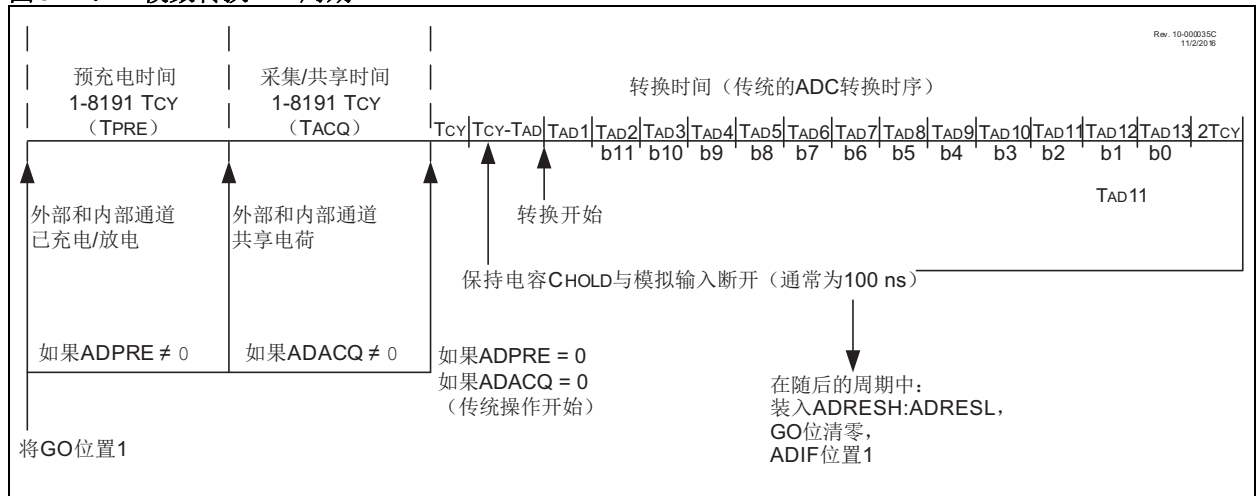 Rev. 10-000035C
11/2/2016
预充电时间
1-8191 TCY
（TPRE）
采集/共享时间
1-8191 TCY
（TACQ）
转换时间（传统的ADC转换时序）
TCY TCY-TAD TAD1 TAD2 TAD3 TAD4 TAD5 TAD6 TAD7 TAD8 TAD9 TAD10 TAD11 TAD12 TAD13 2TCY
b11 b10 b9 b8 b7 b6 b5 b4 b3 b2 b1 b0
TAD11
外部和内部通道
已充电/放电
外部和内部通道
共享电荷
转换开始
保持电容CHOLD与模拟输入断开（通常为100 ns）
如果ADPRE ≠ 0
如果ADACQ ≠ 0
如果ADPRE = 0
如果ADACQ = 0
（传统操作开始）
在随后的周期中：
装入ADRESH:ADRESL，
GO位清零，
ADIF位置1
将GO位置1